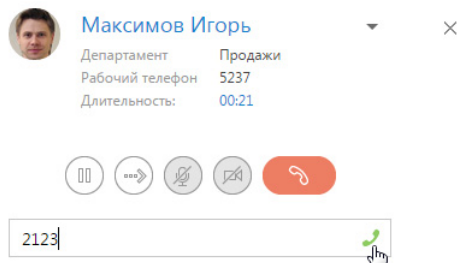 Максимов Игорь
Департамент Продажи
Рабочий телефон 5237
Длительность: 00:21
2123